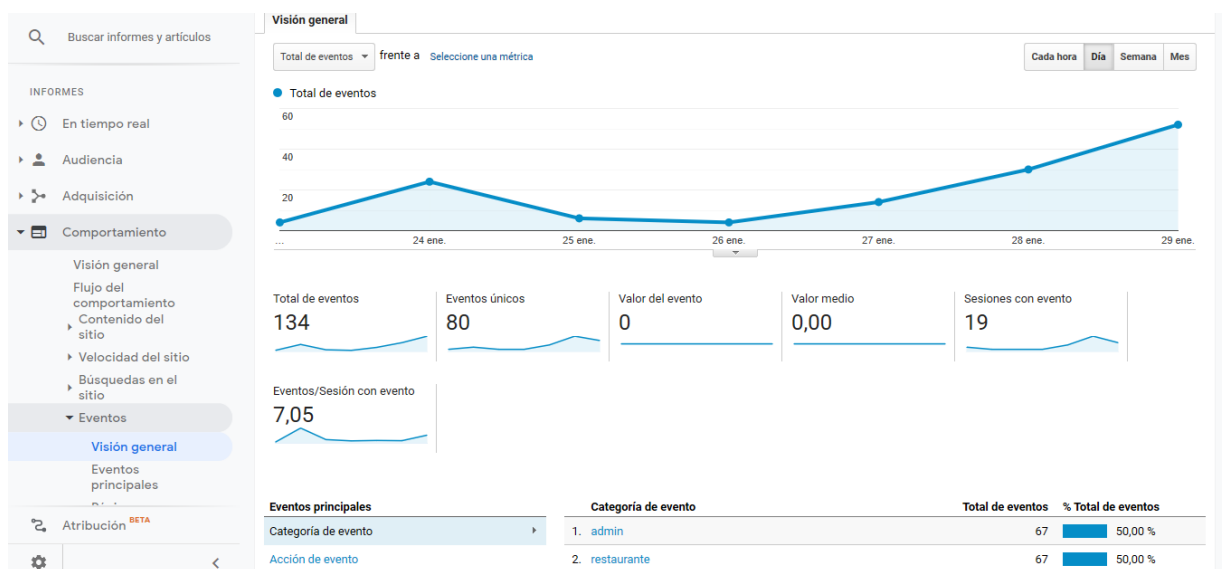 Buscar informes y artículos
INFORMES
En tiempo real
Audiencia
Adquisición
Comportamiento
Visión general
Flujo del
comportamiento
Contenido del
sitio
Velocidad del sitio
Búsquedas en el
sitio
Eventos
Visión general
Eventos
principales
Atribución BETA
Visión general
Total de eventos frente a Seleccione una métrica
Cada hora Día Semana Mes
Total de eventos
60
40
20
... 24 ene. 25 ene. 26 ene. 27 ene. 28 ene. 29 ene.
Total de eventos
134
Eventos únicos
80
Valor del evento
0
Valor medio
0,00
Sesiones con evento
19
Eventos/Sesión con evento
7,05
Eventos principales
Categoría de evento
Acción de evento
Categoría de evento Total de eventos % Total de eventos
1. admin 67 50,00 %
2. restaurante 67 50,00 %